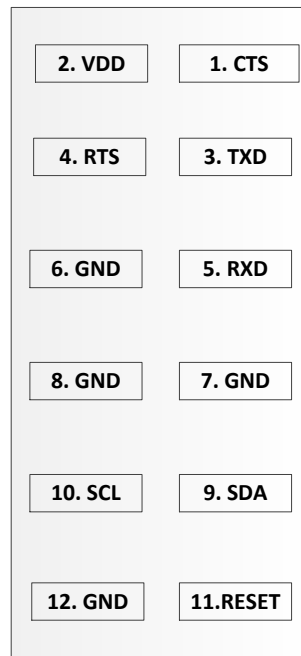 2. VDD 1. CTS
4. RTS 3. TXD
6. GND 5. RXD
8. GND 7. GND
10. SCL 9. SDA
12. GND 11.RESET